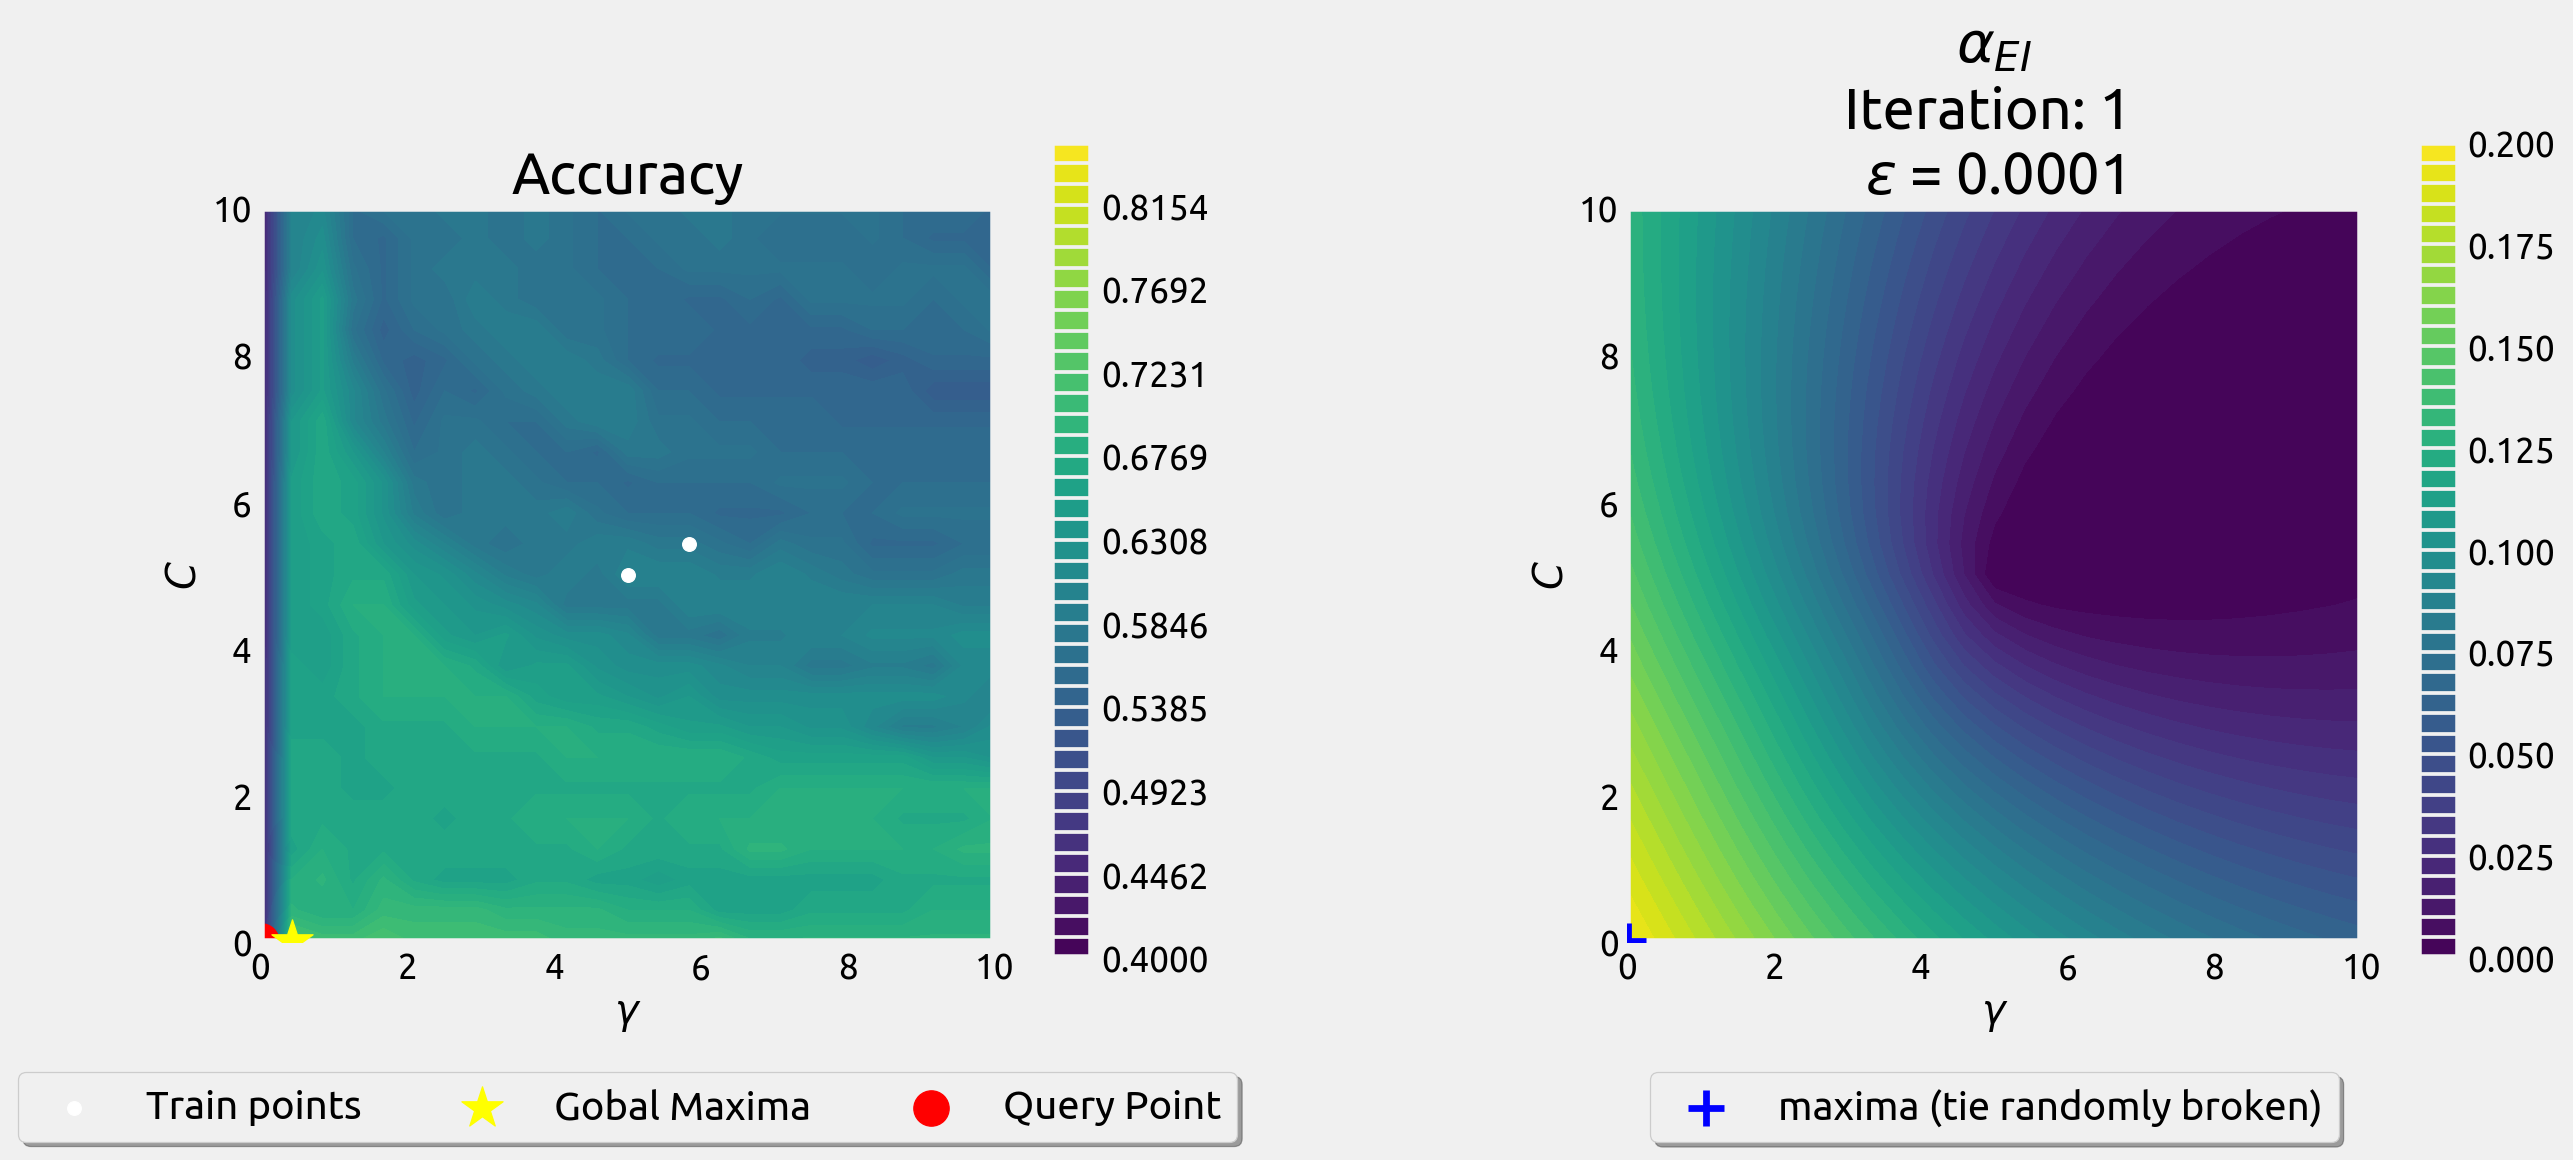 Accuracy
10
8
6
4
2
0
C
0 2 4 6 8 10
γ
0.8154
0.7692
0.7231
0.6769
0.6308
0.5846
0.5385
0.4923
0.4462
0.4000
Train points Gobal Maxima Query Point
α_EI
Iteration: 1
ε = 0.0001
10
8
6
4
2
0
C
0 2 4 6 8 10
γ
0.200
0.175
0.150
0.125
0.100
0.075
0.050
0.025
0.000
maxima (tie randomly broken)